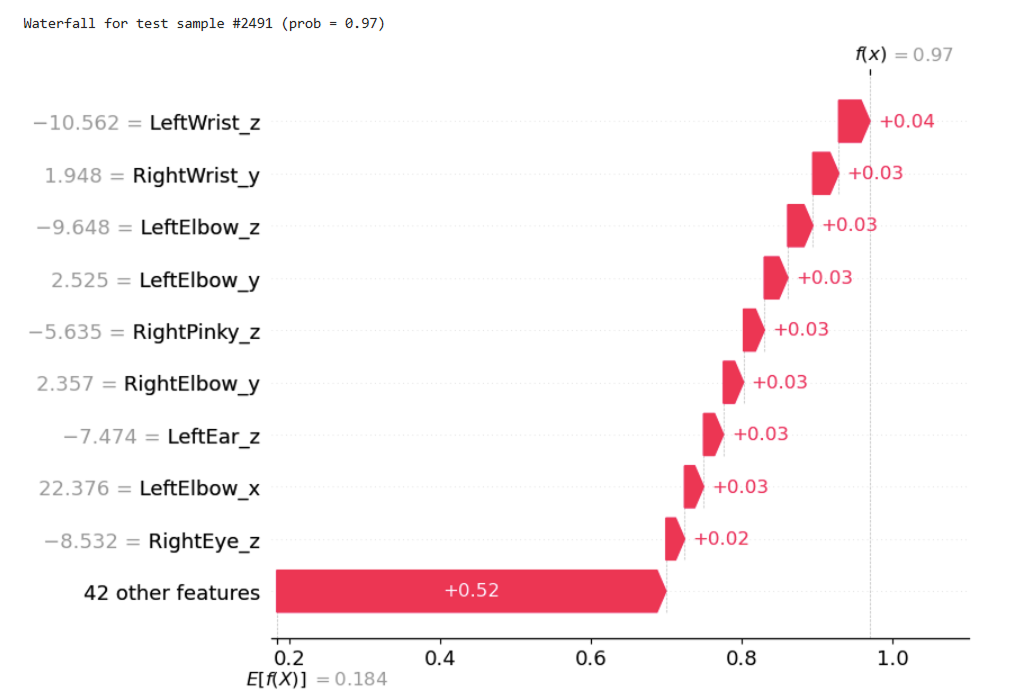 Waterfall for test sample #2491 (prob = 0.97)
f(x) = 0.97
−10.562 = LeftWrist_z +0.04
1.948 = RightWrist_y +0.03
−9.648 = LeftElbow_z +0.03
2.525 = LeftElbow_y +0.03
−5.635 = RightPinky_z +0.03
2.357 = RightElbow_y +0.03
−7.474 = LeftEar_z +0.03
22.376 = LeftElbow_x +0.03
−8.532 = RightEye_z +0.02
42 other features +0.52
0.2 0.4 0.6 0.8 1.0
E[f(X)] = 0.184